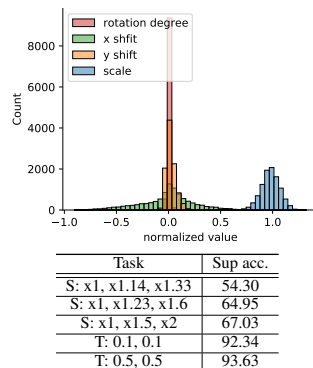 rotation degree
x shfit
y shift
scale
8000
6000
4000
2000
0
Count
−1.0 −0.5 0.0 0.5 1.0
normalized value
Task Sup acc.
S: x1, x1.14, x1.33 54.30
S: x1, x1.23, x1.6 64.95
S: x1, x1.5, x2 67.03
T: 0.1, 0.1 92.34
T: 0.5, 0.5 93.63